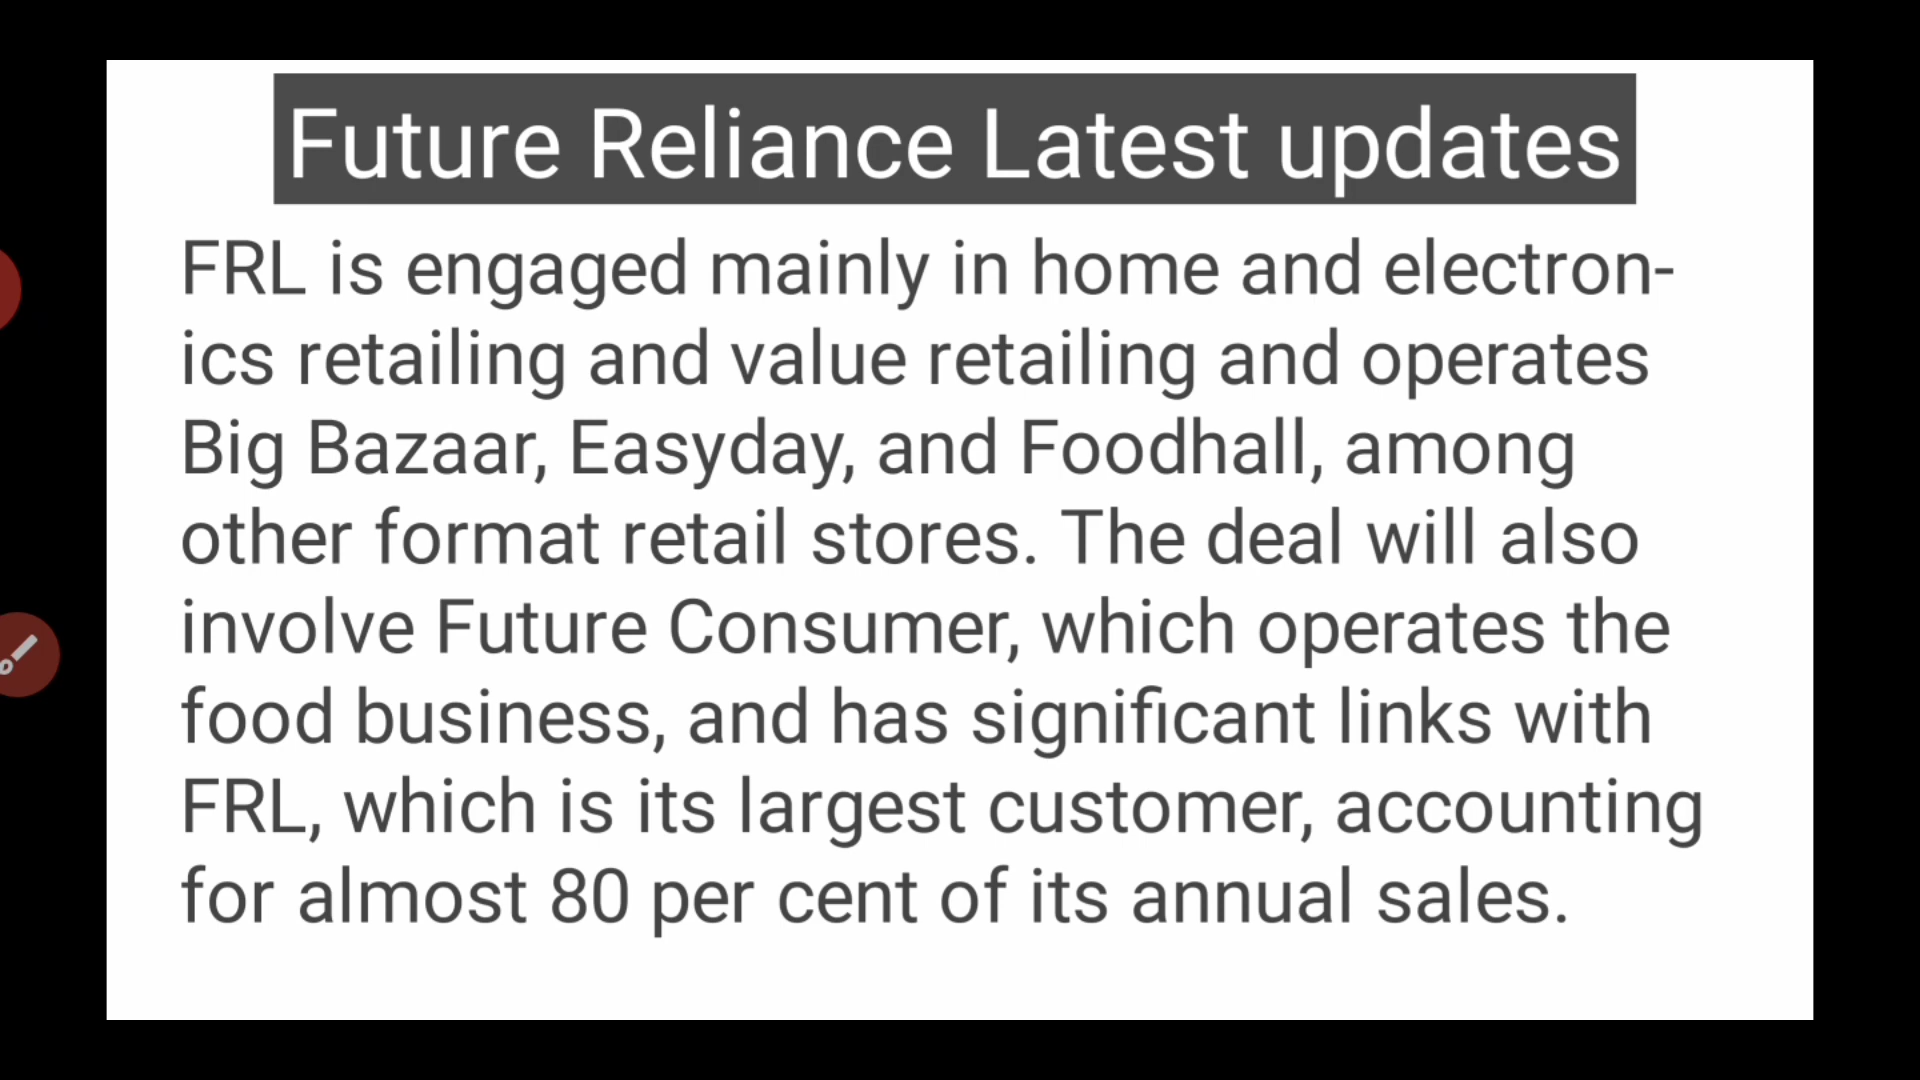 Future Reliance Latest updates
FRL is engaged mainly in home and electron-
ics retailing and value retailing and operates
Big Bazaar, Easyday, and Foodhall, among
other format retail stores. The deal will also
involve Future Consumer, which operates the
food business, and has significant links with
FRL, which is its largest customer, accounting
for almost 80 per cent of its annual sales.